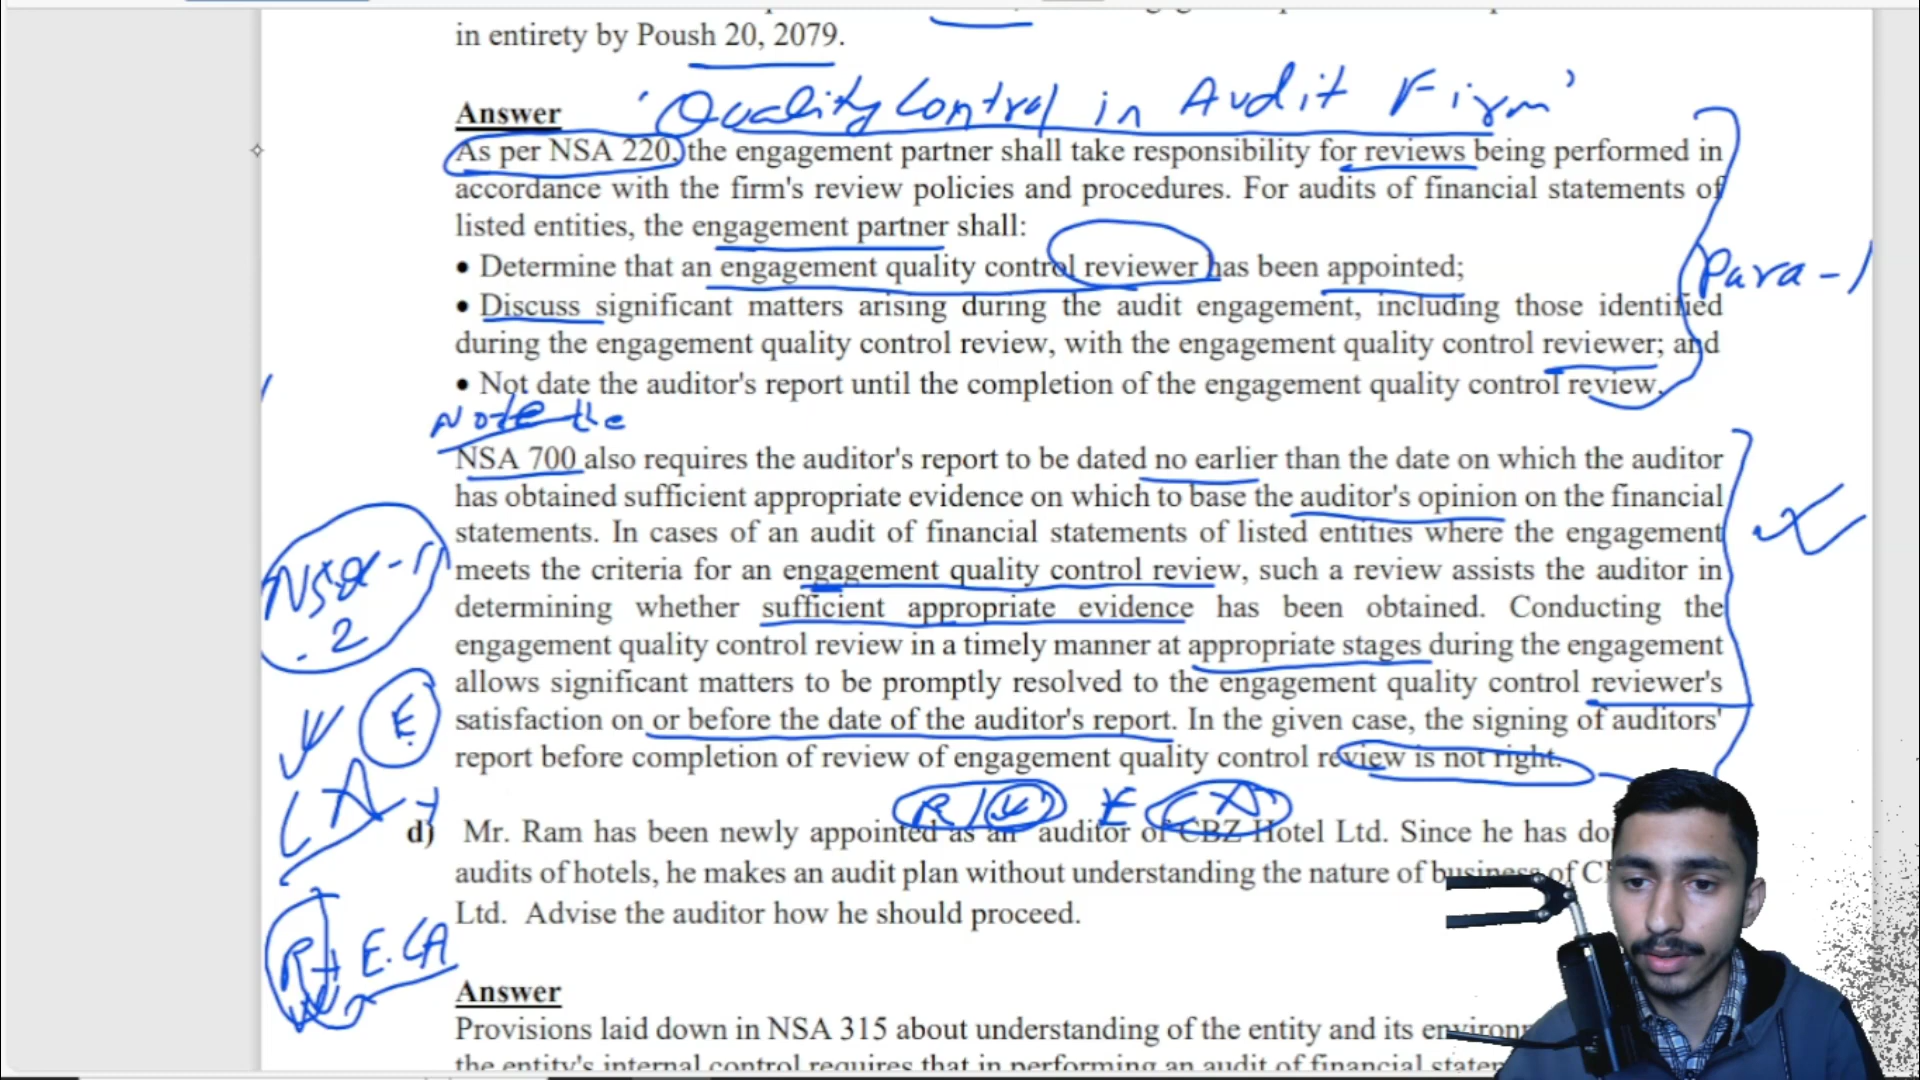 in entirety by Poush 20, 2079.
'Quality Control in Audit Firm'
Answer
As per NSA 220, the engagement partner shall take responsibility for reviews being performed in
accordance with the firm's review policies and procedures. For audits of financial statements of
listed entities, the engagement partner shall:
• Determine that an engagement quality control reviewer has been appointed;
Para-1
• Discuss significant matters arising during the audit engagement, including those identified
during the engagement quality control review, with the engagement quality control reviewer; and
• Not date the auditor's report until the completion of the engagement quality control review.
Note the
NSA 700 also requires the auditor's report to be dated no earlier than the date on which the auditor
has obtained sufficient appropriate evidence on which to base the auditor's opinion on the financial
statements. In cases of an audit of financial statements of listed entities where the engagement
meets the criteria for an engagement quality control review, such a review assists the auditor in
determining whether sufficient appropriate evidence has been obtained. Conducting the
2
engagement quality control review in a timely manner at appropriate stages during the engagement
allows significant matters to be promptly resolved to the engagement quality control reviewer's
E
satisfaction on or before the date of the auditor's report. In the given case, the signing of auditors'
report before completion of review of engagement quality control review is not right.
d) Mr. Ram has been newly appointed as an auditor of CBZ Hotel Ltd. Since he has
audits of hotels, he makes an audit plan without understanding the nature of business of
Ltd. Advise the auditor how he should proceed.
E. CA
Answer
Provisions laid down in NSA 315 about understanding of the entity and its
the entity's internal control requires that in performing an audit of financial